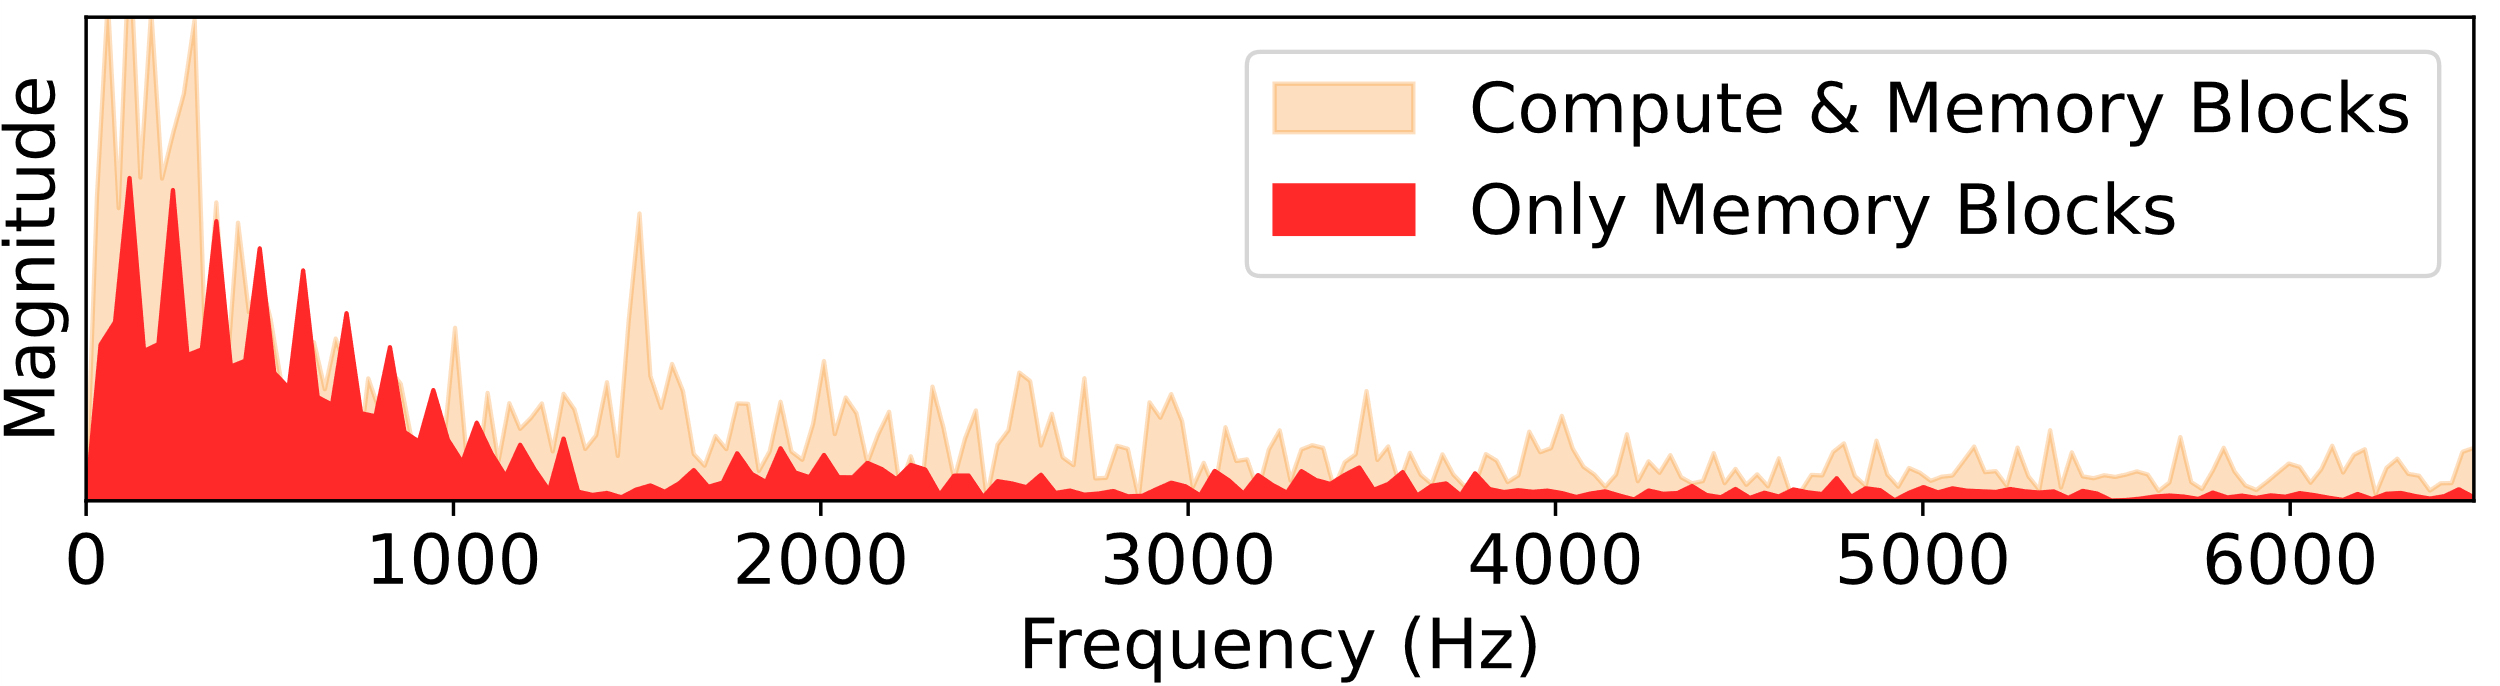 Magnitude
Compute & Memory Blocks
Only Memory Blocks
0 1000 2000 3000 4000 5000 6000
Frequency (Hz)